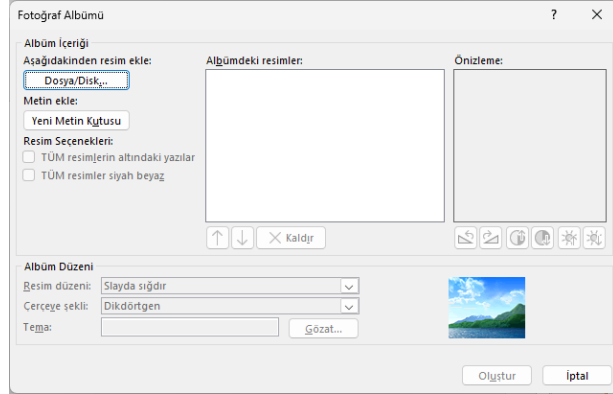 Fotoğraf Albümü
Albüm İçeriği
Aşağıdakinden resim ekle:
Dosya/Disk...
Metin ekle:
Yeni Metin Kutusu
Resim Seçenekleri:
TÜM resimlerin altındaki yazılar
TÜM resimler siyah beyaz
Albümdeki resimler:
Kaldır
Önizleme:
Albüm Düzeni
Resim düzeni: Slayda sığdır
Çerçeve şekli: Dikdörtgen
Tema: Gözat...
Oluştur İptal